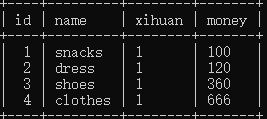 id | name | xihuan | money
1 | snacks | 1 | 100
2 | dress | 1 | 120
3 | shoes | 1 | 360
4 | clothes | 1 | 666